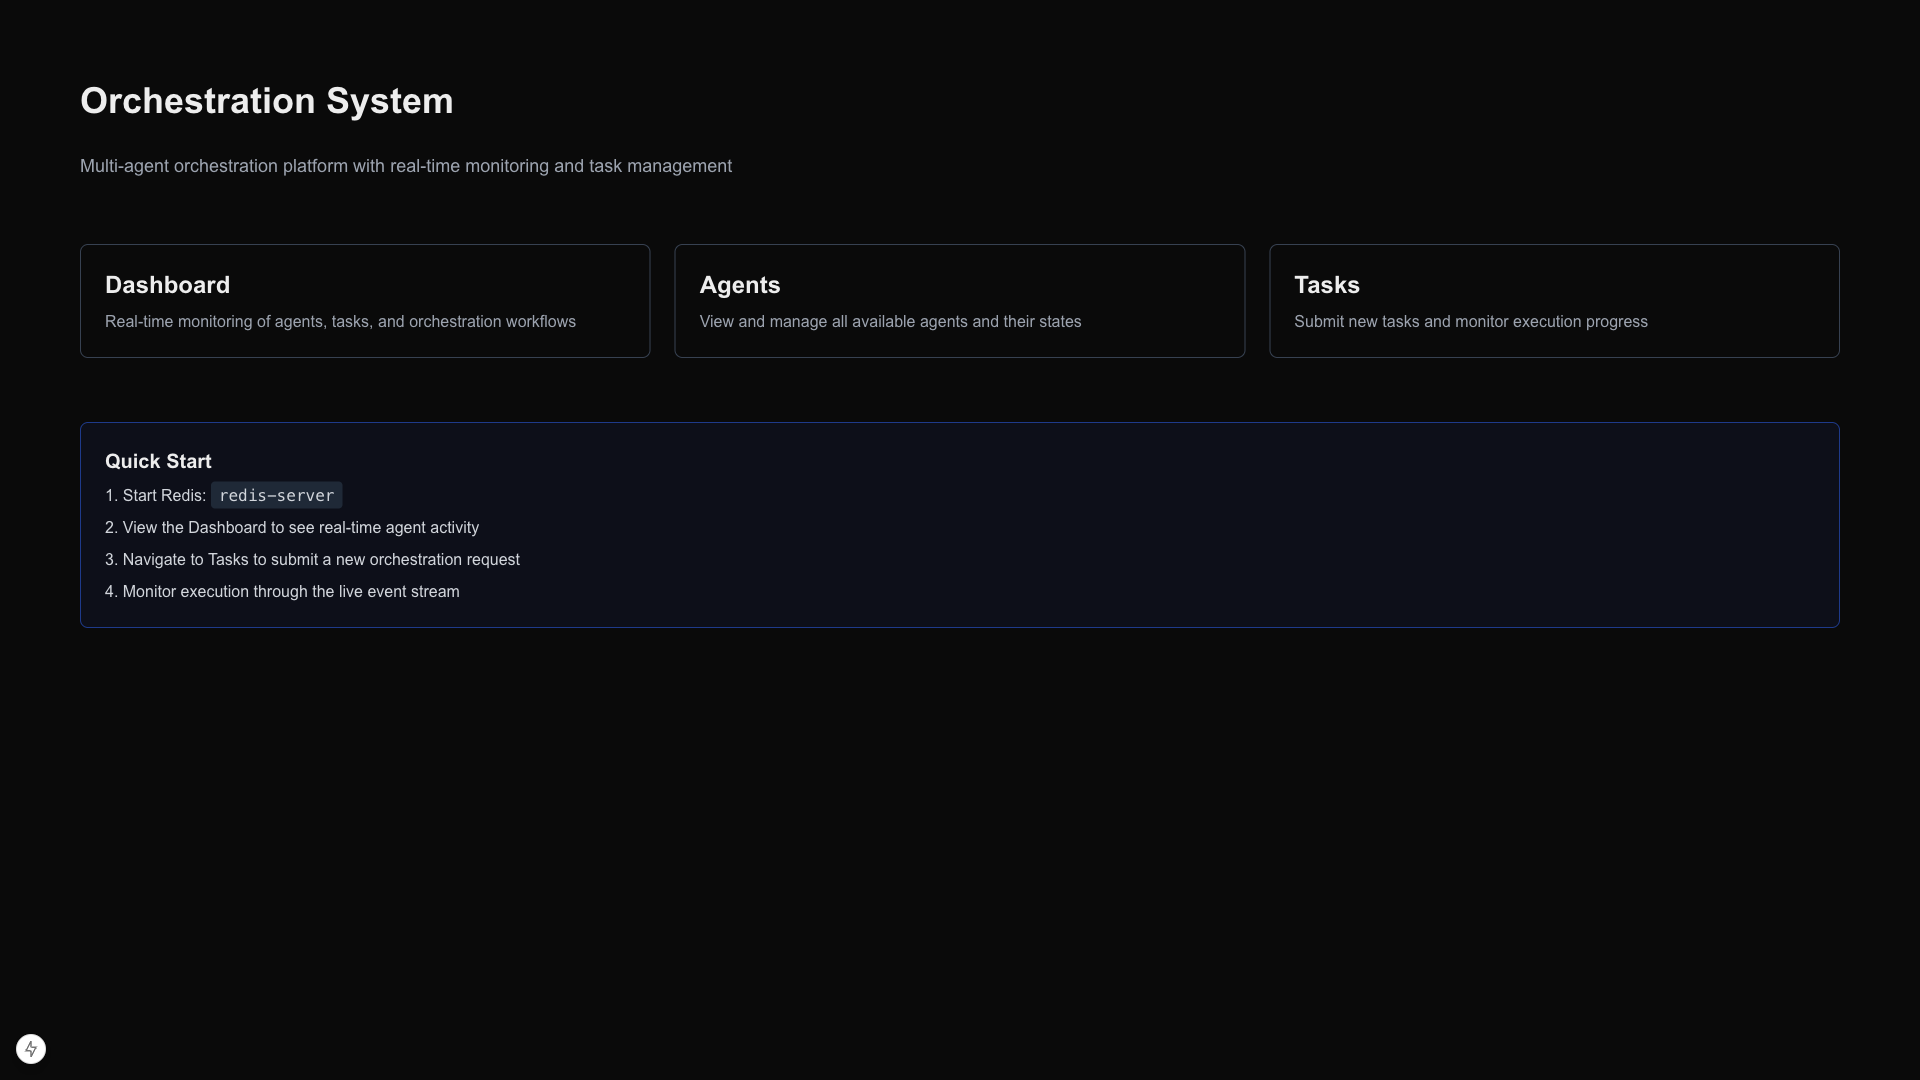 Orchestration System
Multi-agent orchestration platform with real-time monitoring and task management
Dashboard
Real-time monitoring of agents, tasks, and orchestration workflows
Agents
View and manage all available agents and their states
Tasks
Submit new tasks and monitor execution progress
Quick Start
1. Start Redis: redis-server
2. View the Dashboard to see real-time agent activity
3. Navigate to Tasks to submit a new orchestration request
4. Monitor execution through the live event stream